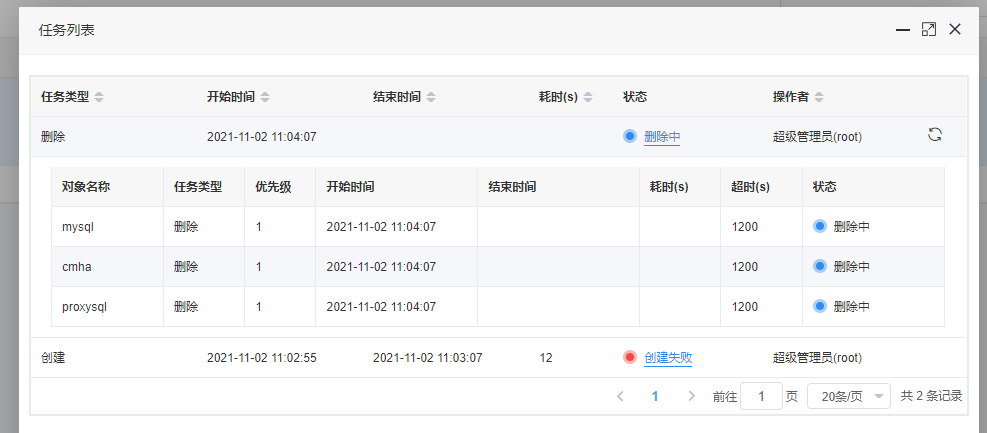 任务列表
任务类型 开始时间 结束时间 耗时(s) 状态 操作者
删除 2021-11-02 11:04:07 删除中 超级管理员(root)
对象名称 任务类型 优先级 开始时间 结束时间 耗时(s) 超时(s) 状态
mysql 删除 1 2021-11-02 11:04:07 1200 删除中
cmha 删除 1 2021-11-02 11:04:07 1200 删除中
proxysql 删除 1 2021-11-02 11:04:07 1200 删除中
创建 2021-11-02 11:02:55 2021-11-02 11:03:07 12 创建失败 超级管理员(root)
1 前往 1 页 20条/页 共 2 条记录